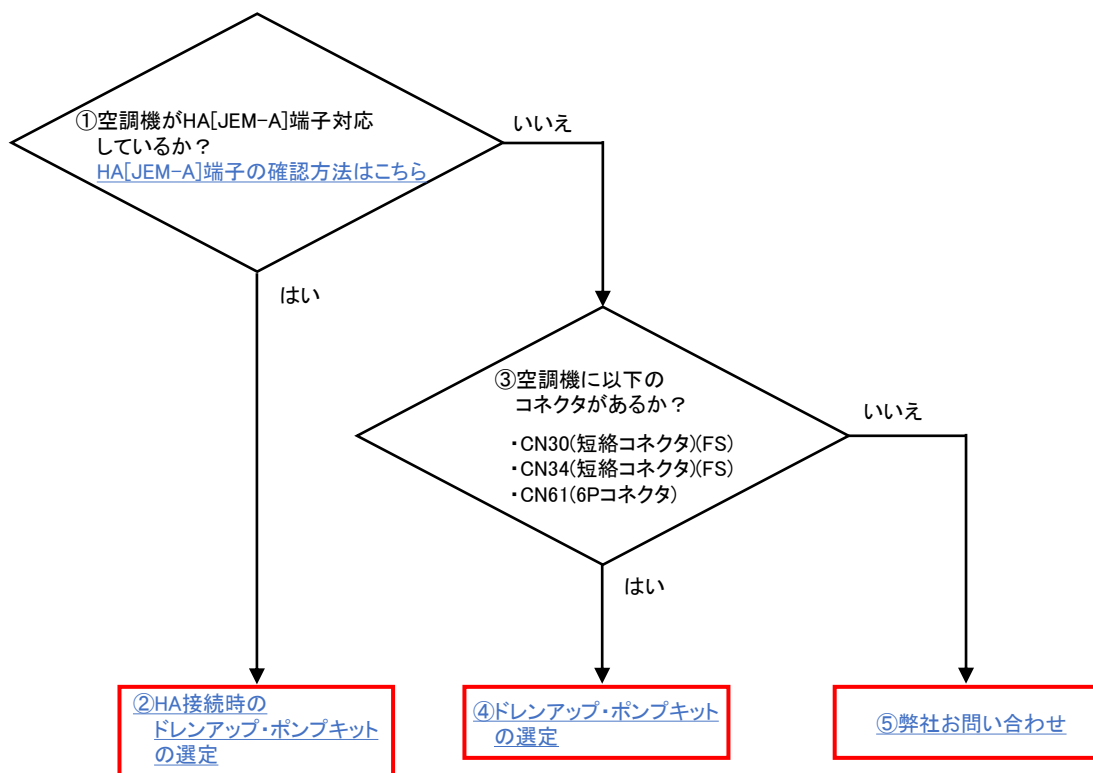 ①空調機がHA[JEM-A]端子対応
しているか？
HA[JEM-A]端子の確認方法はこちら
いいえ
はい
③空調機に以下の
コネクタがあるか？
・CN30(短絡コネクタ)(FS)
・CN34(短絡コネクタ)(FS)
・CN61(6Pコネクタ)
いいえ
はい
②HA接続時の
ドレンアップ・ポンプキット
の選定
④ドレンアップ・ポンプキット
の選定
⑤弊社お問い合わせ